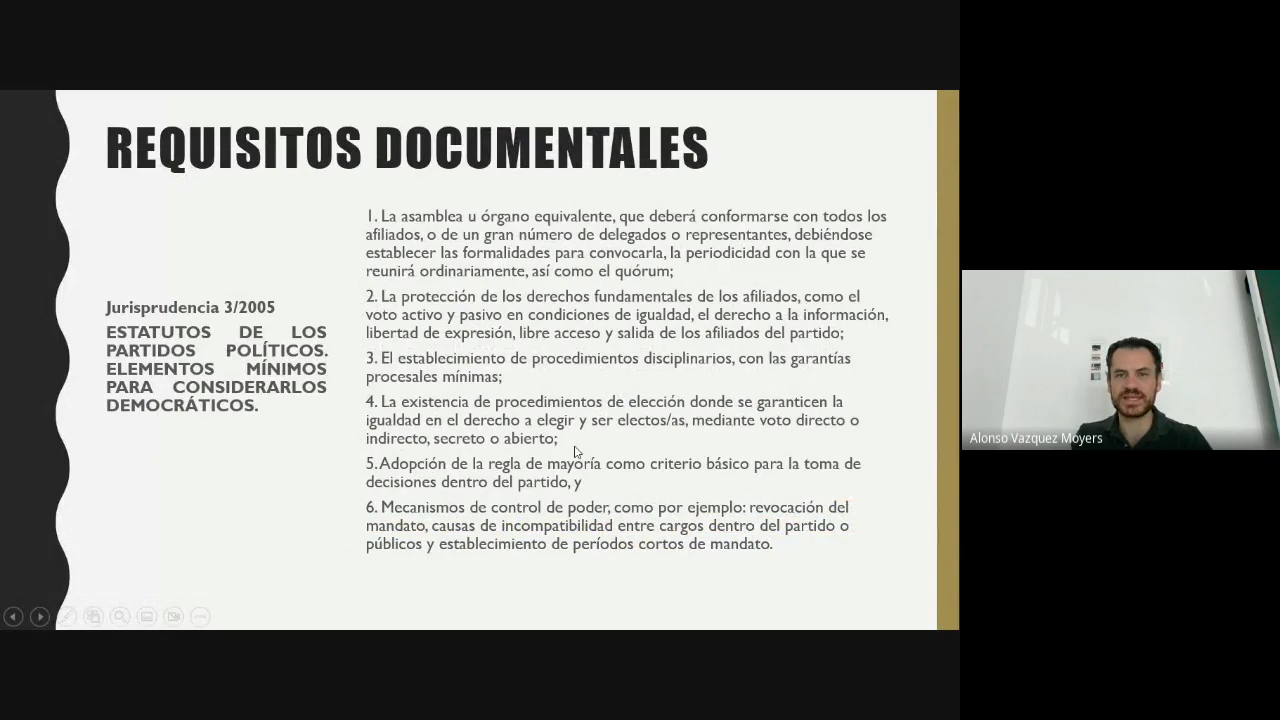 REQUISITOS DOCUMENTALES
Jurisprudencia 3/2005
ESTATUTOS DE LOS
PARTIDOS POLÍTICOS.
ELEMENTOS MÍNIMOS
PARA CONSIDERARLOS
DEMOCRÁTICOS.
1. La asamblea u órgano equivalente, que deberá conformarse con todos los
afiliados, o de un gran número de delegados o representantes, debiéndose
establecer las formalidades para convocarla, la periodicidad con la que se
reunirá ordinariamente, así como el quórum;
2. La protección de los derechos fundamentales de los afiliados, como el
voto activo y pasivo en condiciones de igualdad, el derecho a la información,
libertad de expresión, libre acceso y salida de los afiliados del partido;
3. El establecimiento de procedimientos disciplinarios, con las garantías
procesales mínimas;
4. La existencia de procedimientos de elección donde se garanticen la
igualdad en el derecho a elegir y ser electos/as, mediante voto directo o
indirecto, secreto o abierto;
5. Adopción de la regla de mayoría como criterio básico para la toma de
decisiones dentro del partido, y
6. Mecanismos de control de poder, como por ejemplo: revocación del
mandato, causas de incompatibilidad entre cargos dentro del partido o
públicos y establecimiento de períodos cortos de mandato.
Alonso Vazquez Moyers